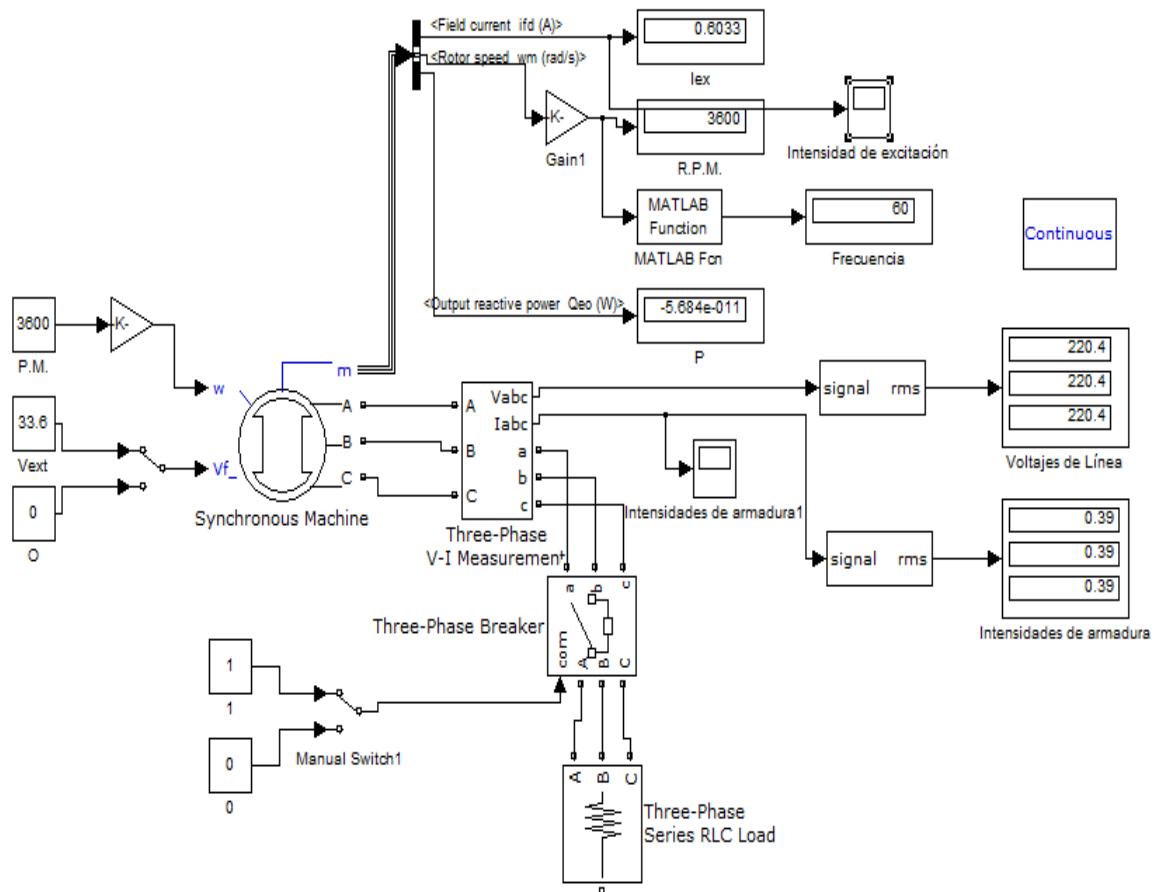 <Field current ifd (A)>
0.6033
Iex
<Rotor speed wm (rad/s)>
K-
Gain1
3600
R.P.M.
Intensidad de excitación
MATLAB
Function
MATLAB Fcn
60
Frecuencia
Continuous
<Output reactive power Qeo (W)>
-5.684e-011
P
3600
P.M.
K-
w
m
33.6
Vext
Vf_
0
O
A
B
C
Synchronous Machine
A
B
C
Vabc
Iabc
a
b
c
Three-Phase
V-I Measurement
Intensidades de armadura1
signal rms
220.4
220.4
220.4
Voltajes de Línea
signal rms
0.39
0.39
0.39
Intensidades de armadura
Three-Phase Breaker
a
b
c
com
A
B
C
1
1
0
0
Manual Switch1
A
B
C
Three-Phase
Series RLC Load